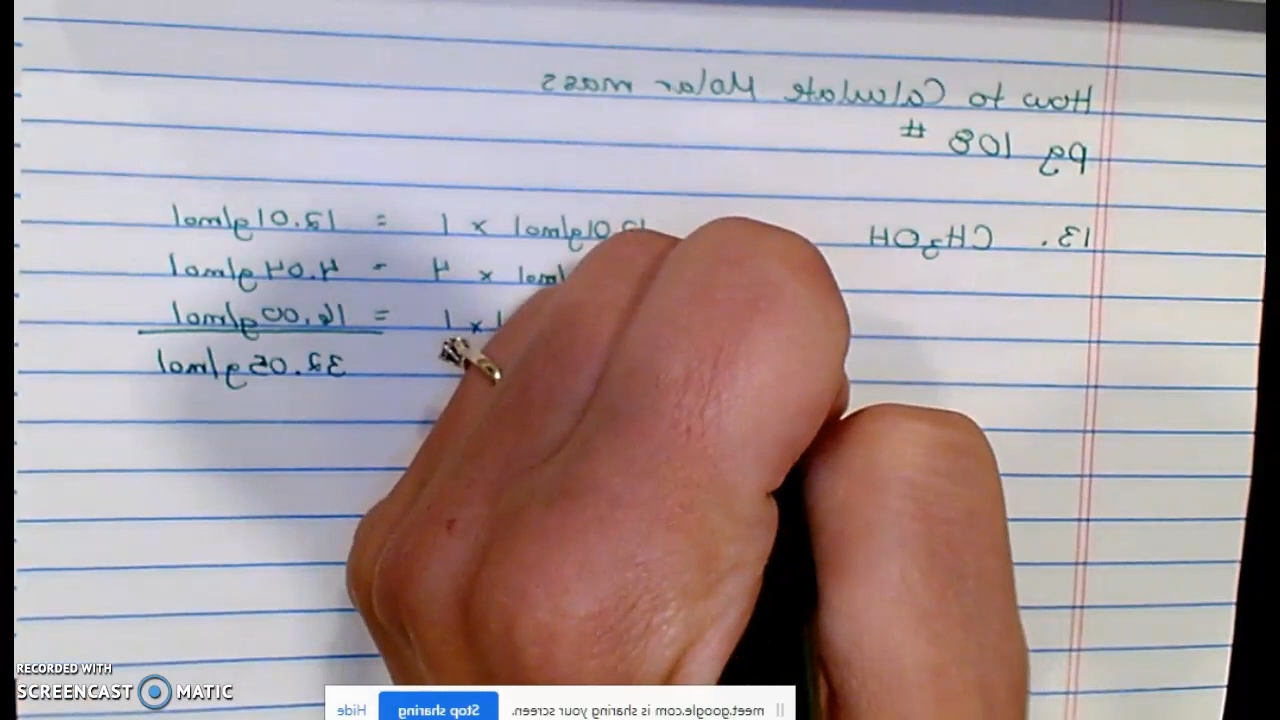 How to Calculate Molar mass
pg 108 #
13. CH3OH
12.01g/mol x 1 = 12.01g/mol
mol x 4 = 4.04g/mol
x 1 = 16.00g/mol
32.05g/mol
RECORDED WITH
SCREENCAST MATIC
meet.google.com is sharing your screen. Stop sharing Hide